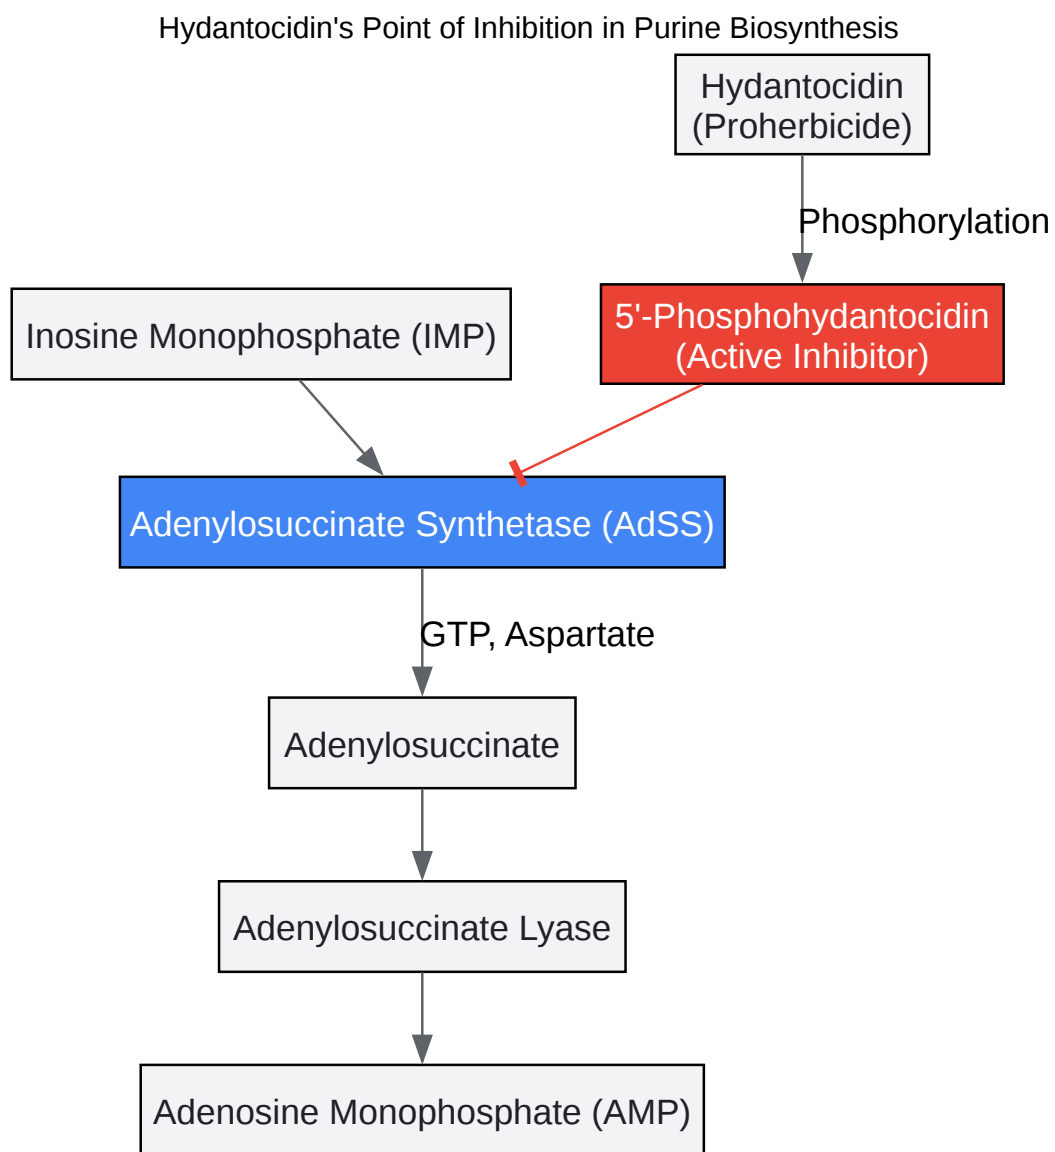 Hydantocidin's Point of Inhibition in Purine Biosynthesis
Hydantocidin
(Proherbicide)
Phosphorylation
Inosine Monophosphate (IMP)
5'-Phosphohydantocidin
(Active Inhibitor)
Adenylosuccinate Synthetase (AdSS)
GTP, Aspartate
Adenylosuccinate
Adenylosuccinate Lyase
Adenosine Monophosphate (AMP)